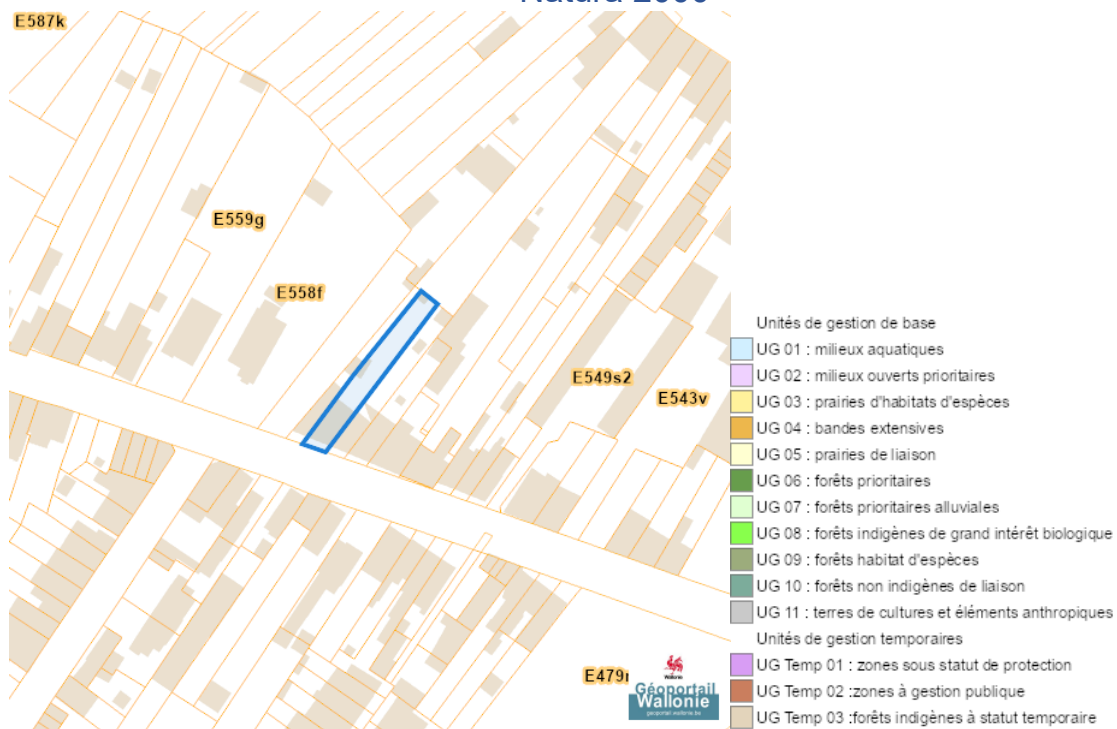 E587k
E559g
E558f
E549s2
E543v
Wallonie
Géoportail
Wallonie
geoportail.wallonie.be
Unités de gestion de base
UG 01 : milieux aquatiques
UG 02 : milieux ouverts prioritaires
UG 03 : prairies d'habitats d'espèces
UG 04 : bandes extensives
UG 05 : prairies de liaison
UG 06 : forêts prioritaires
UG 07 : forêts prioritaires alluviales
UG 08 : forêts indigènes de grand intérêt biologique
UG 09 : forêts habitat d'espèces
UG 10 : forêts non indigènes de liaison
UG 11 : terres de cultures et éléments anthropiques
Unités de gestion temporaires
UG Temp 01 : zones sous statut de protection
UG Temp 02 :zones à gestion publique
UG Temp 03 :forêts indigènes à statut temporaire